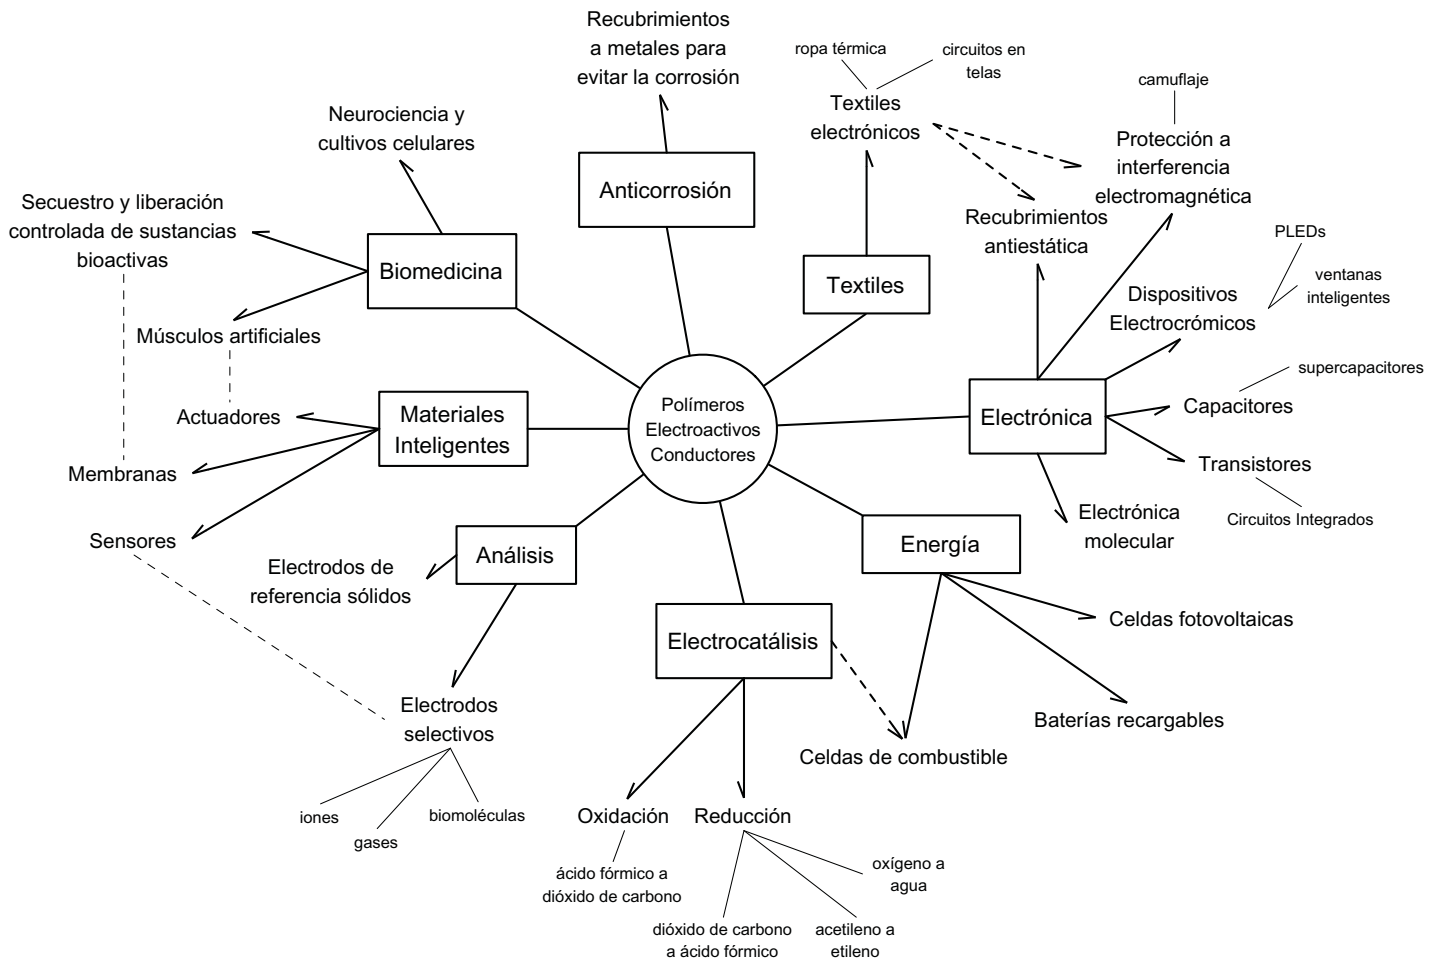 Recubrimientos
a metales para
evitar la corrosión
ropa térmica
circuitos en
telas
camuflaje
Textiles
electrónicos
Neurociencia y
cultivos celulares
Protección a
interferencia
electromagnética
Anticorrosión
Secuestro y liberación
controlada de sustancias
bioactivas
Recubrimientos
antiestática
PLEDs
Biomedicina
Textiles
ventanas
inteligentes
Dispositivos
Electrocrómicos
Músculos artificiales
supercapacitores
Actuadores
Materiales
Inteligentes
Polímeros
Electroactivos
Conductores
Electrónica
Capacitores
Membranas
Transistores
Sensores
Electrónica
molecular
Circuitos Integrados
Análisis
Energía
Electrodos de
referencia sólidos
Celdas fotovoltaicas
Electrocatálisis
Electrodos
selectivos
Baterías recargables
Celdas de combustible
iones
gases
biomoléculas
Oxidación
Reducción
ácido fórmico a
dióxido de carbono
oxígeno a
agua
dióxido de carbono
a ácido fórmico
acetileno a
etileno